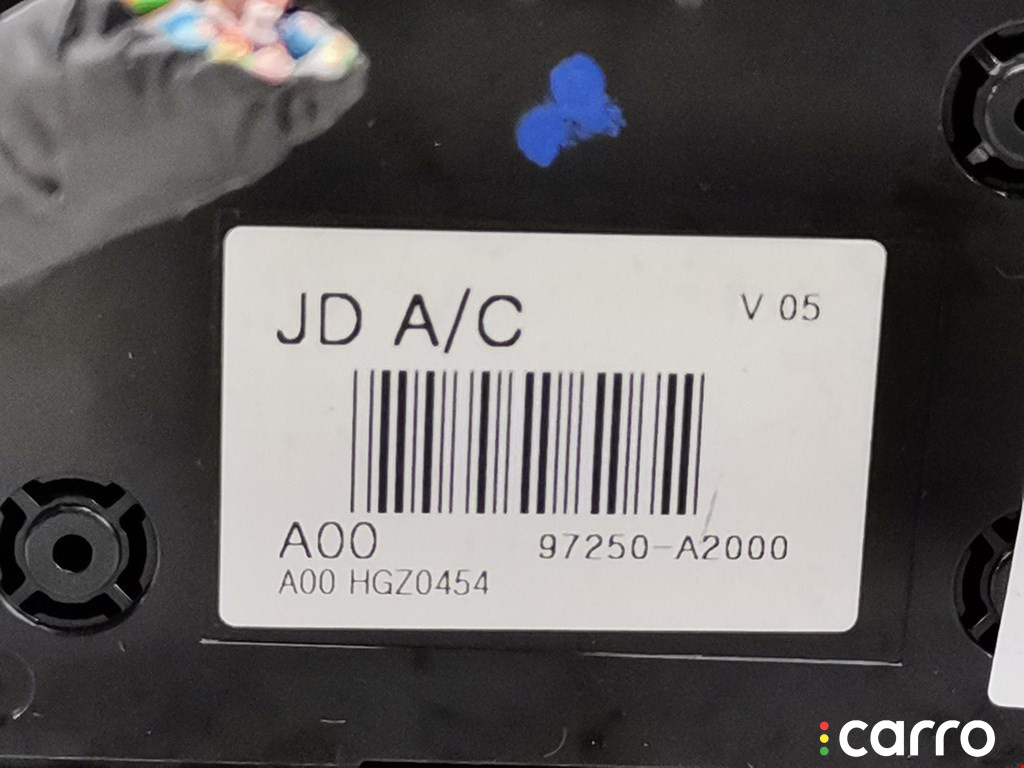 JD A/C
V 05
A00
97250-A2000
A00 HGZ0454
carro